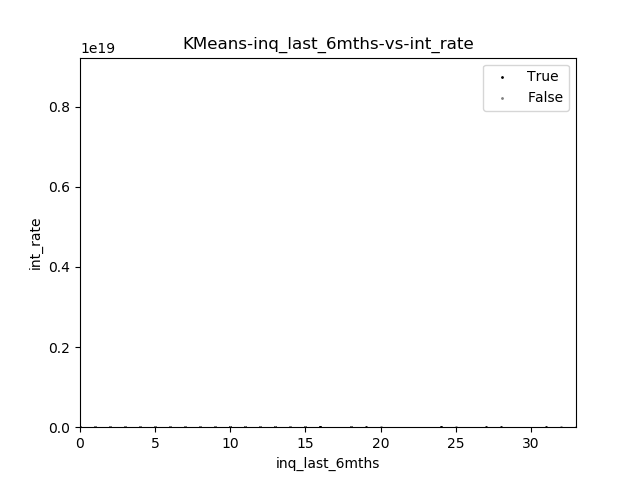 KMeans-inq_last_6mths-vs-int_rate
1e19
True
False
0.8
0.6
0.4
0.2
0.0
int_rate
0 5 10 15 20 25 30
inq_last_6mths